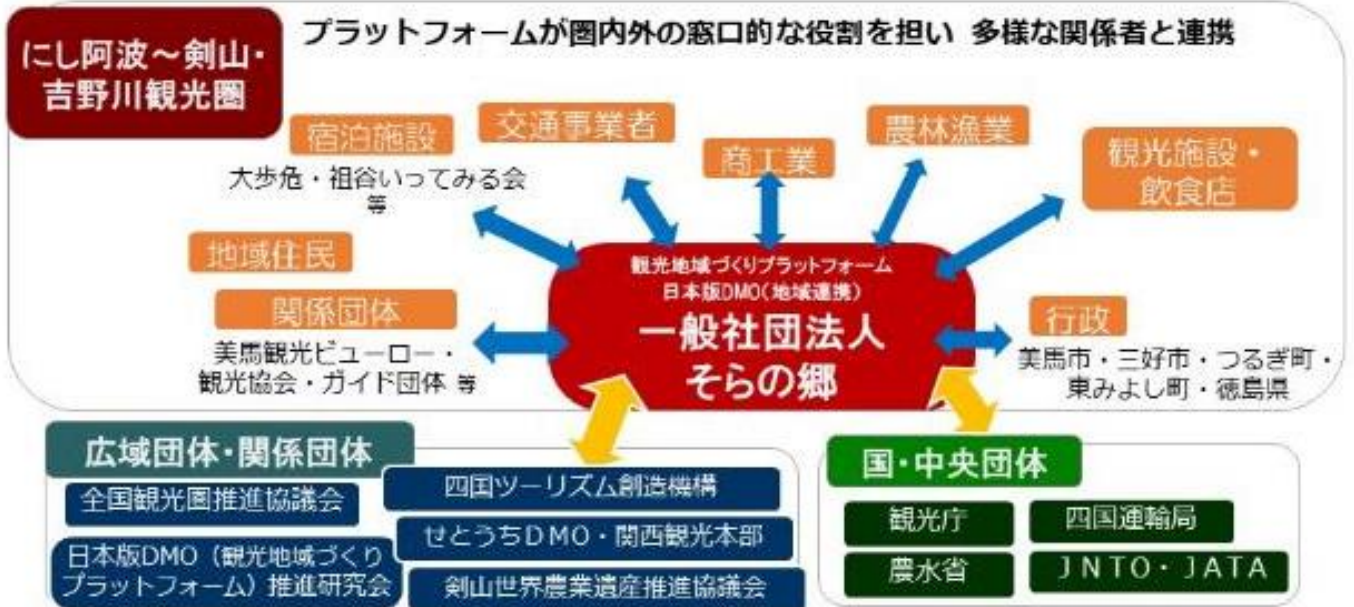 にし阿波～剣山・
吉野川観光圏
プラットフォームが圏内外の窓口的な役割を担い 多様な関係者と連携
宿泊施設
大歩危・祖谷いってみる会
等
交通事業者
商工業
農林漁業
観光施設・
飲食店
地域住民
関係団体
美馬観光ビューロー・
観光協会・ガイド団体 等
観光地域づくりプラットフォーム
日本版DMO(地域連携)
一般社団法人
そらの郷
行政
美馬市・三好市・つるぎ町・
東みよし町・徳島県
広域団体・関係団体
全国観光圏推進協議会
日本版DMO（観光地域づくり
プラットフォーム）推進研究会
四国ツーリズム創造機構
せとうちＤＭＯ・関西観光本部
剣山世界農業遺産推進協議会
国・中央団体
観光庁
四国運輸局
農水省
ＪＮＴＯ・ＪＡＴＡ